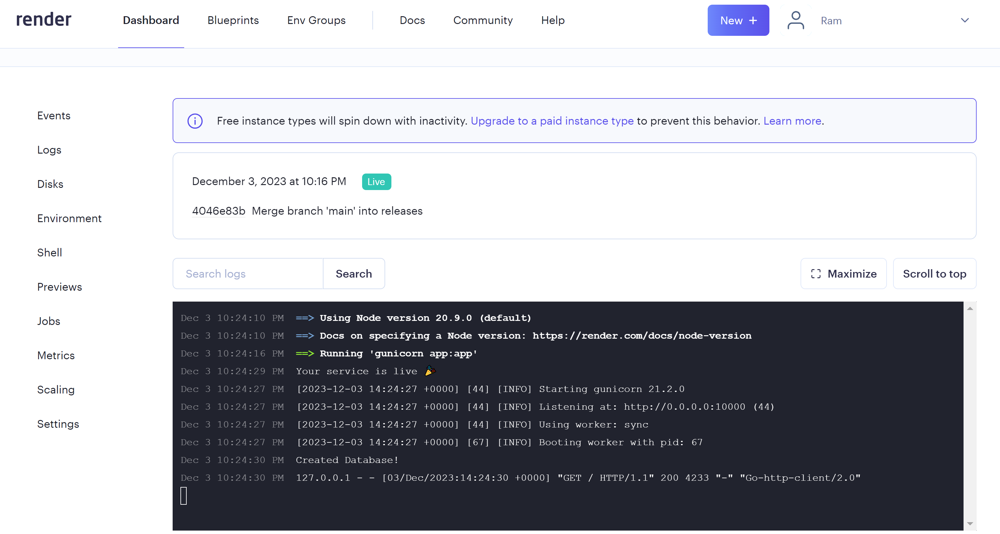 render Dashboard Blueprints Env Groups Docs Community Help New + Ram
Free instance types will spin down with inactivity. Upgrade to a paid instance type to prevent this behavior. Learn more.
Events
Logs
Disks
Environment
Shell
Previews
Jobs
Metrics
Scaling
Settings
December 3, 2023 at 10:16 PM Live
4046e83b Merge branch 'main' into releases
Search logs Search Maximize Scroll to top
Dec 3 10:24:10 PM ==> Using Node version 20.9.0 (default)
Dec 3 10:24:10 PM ==> Docs on specifying a Node version: https://render.com/docs/node-version
Dec 3 10:24:16 PM ==> Running 'gunicorn app:app'
Dec 3 10:24:29 PM Your service is live 🎉
Dec 3 10:24:27 PM [2023-12-03 14:24:27 +0000] [44] [INFO] Starting gunicorn 21.2.0
Dec 3 10:24:27 PM [2023-12-03 14:24:27 +0000] [44] [INFO] Listening at: http://0.0.0.0:10000 (44)
Dec 3 10:24:27 PM [2023-12-03 14:24:27 +0000] [44] [INFO] Using worker: sync
Dec 3 10:24:27 PM [2023-12-03 14:24:27 +0000] [67] [INFO] Booting worker with pid: 67
Dec 3 10:24:30 PM Created Database!
Dec 3 10:24:30 PM 127.0.0.1 - - [03/Dec/2023:14:24:30 +0000] "GET / HTTP/1.1" 200 4233 "-" "Go-http-client/2.0"